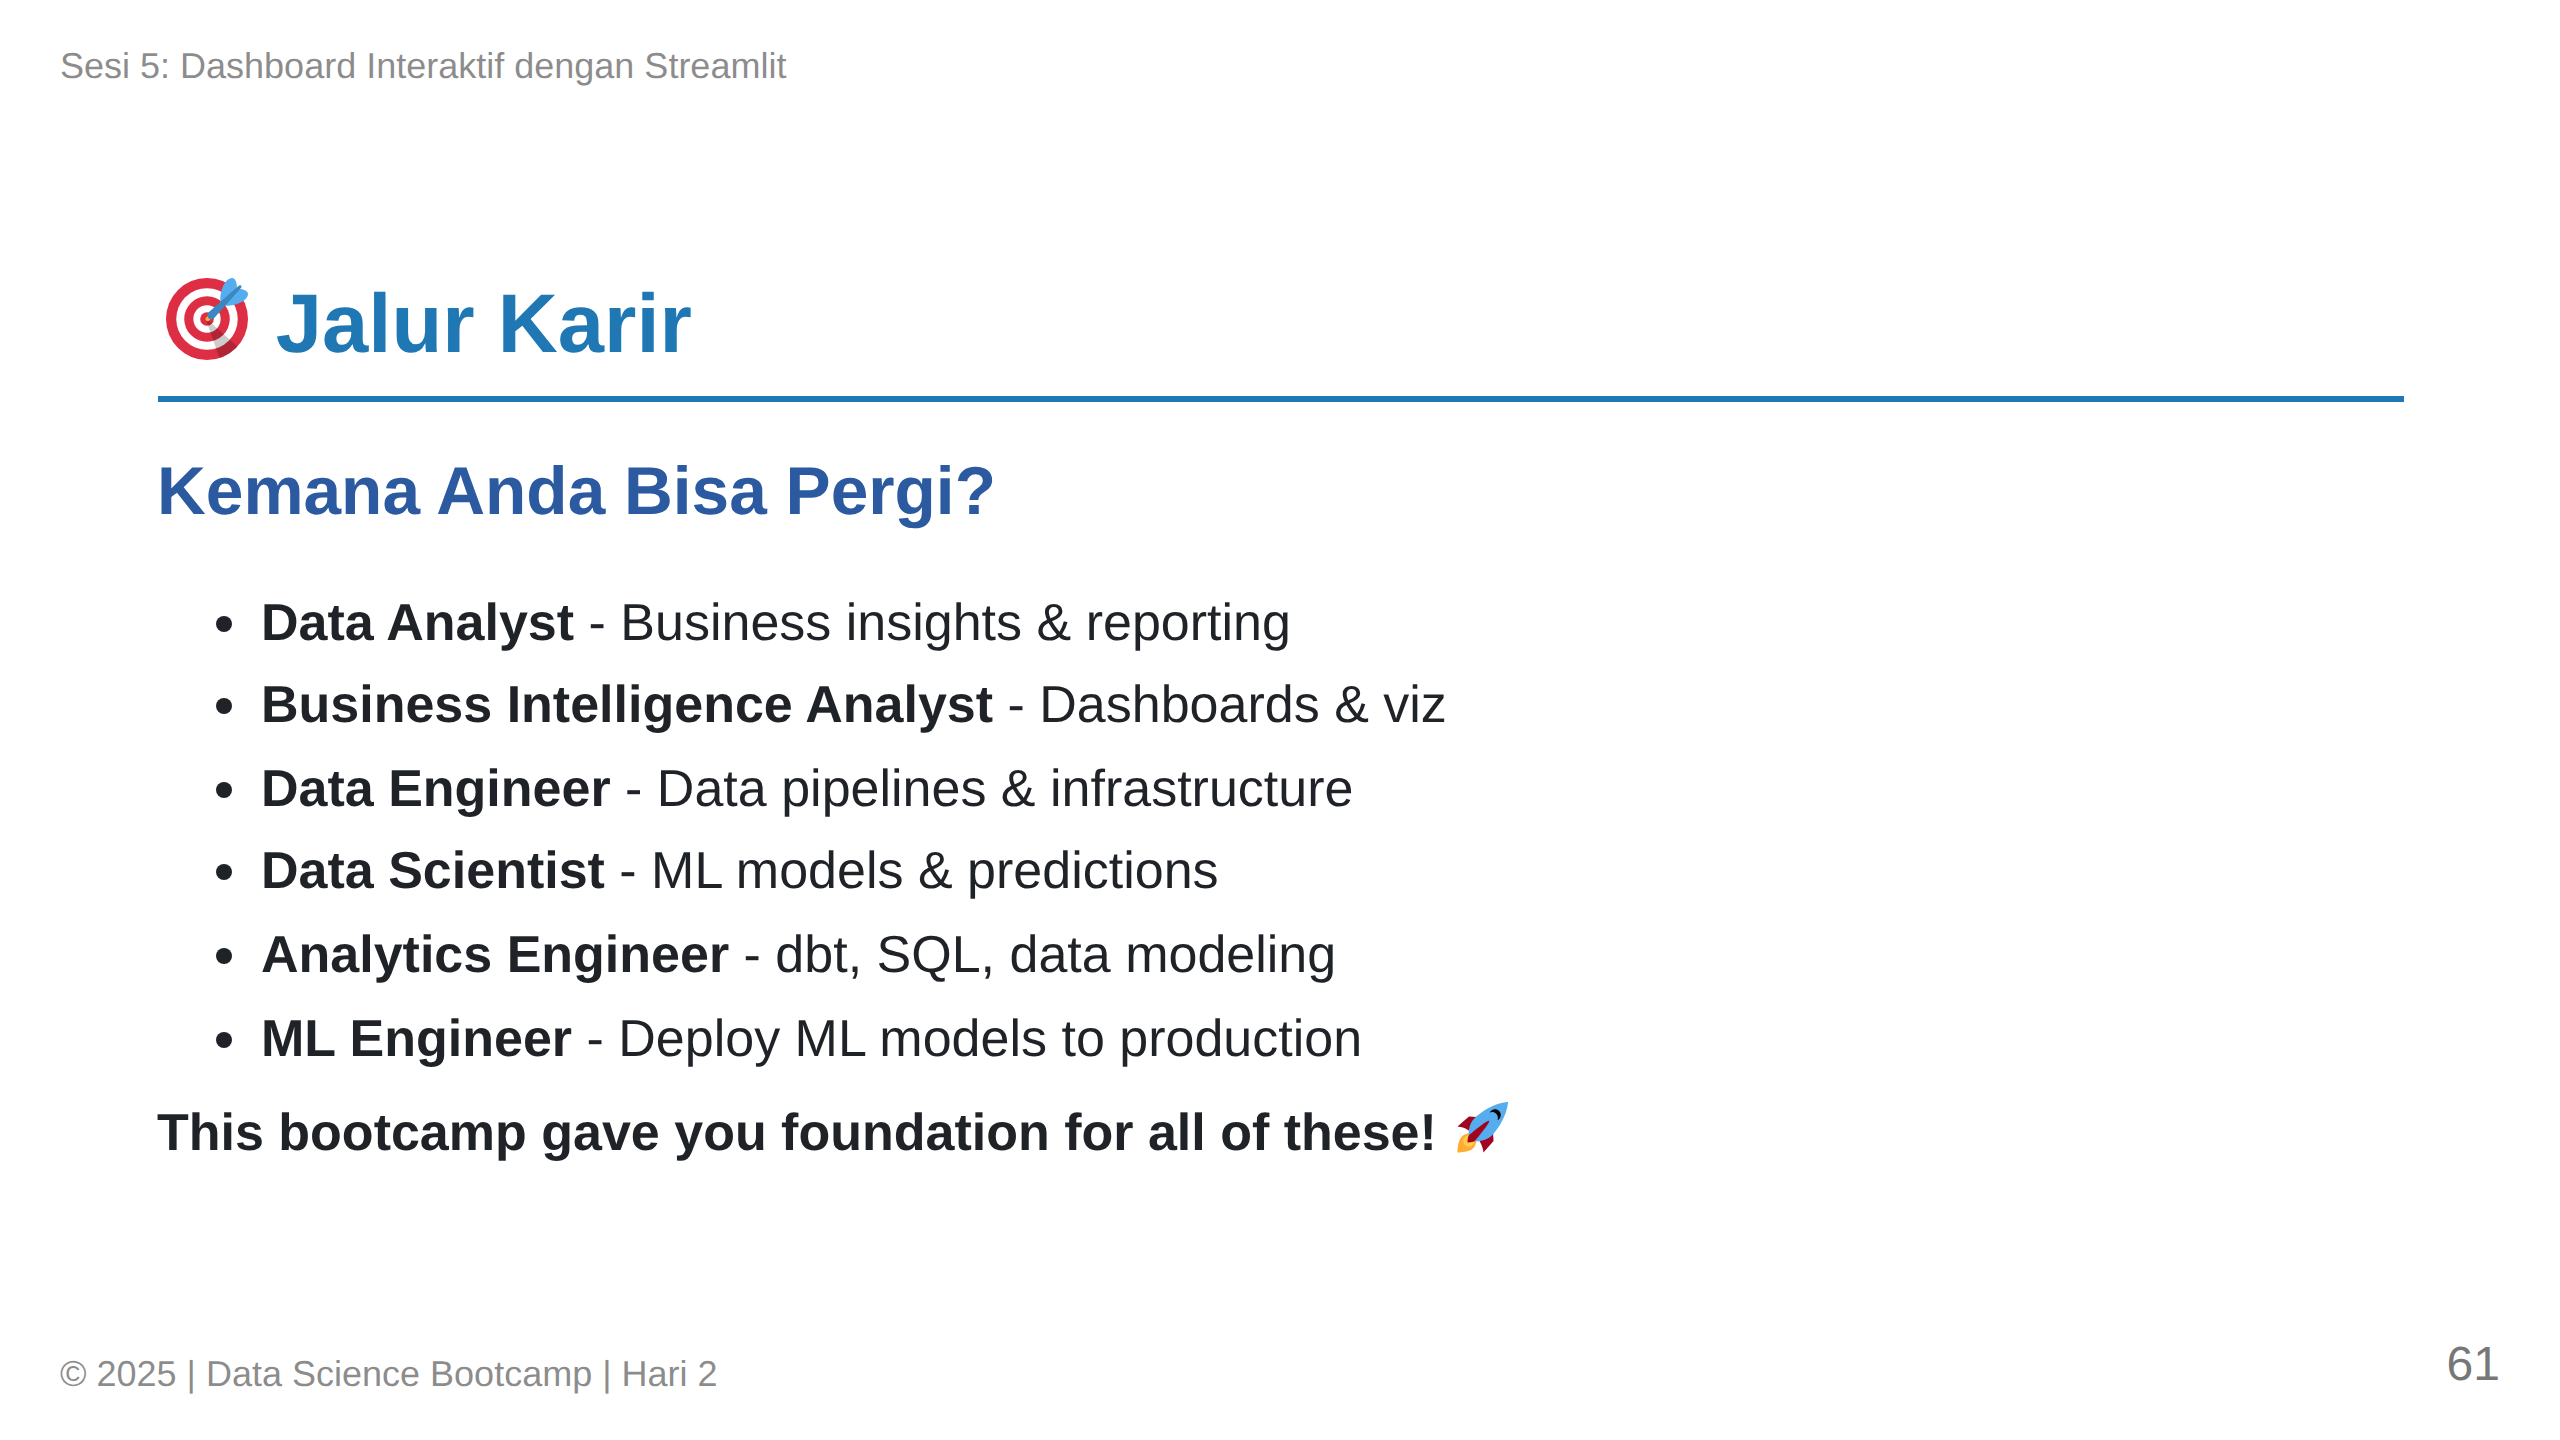 Sesi 5: Dashboard Interaktif dengan Streamlit
🎯 Jalur Karir
Kemana Anda Bisa Pergi?
• Data Analyst - Business insights & reporting
• Business Intelligence Analyst - Dashboards & viz
• Data Engineer - Data pipelines & infrastructure
• Data Scientist - ML models & predictions
• Analytics Engineer - dbt, SQL, data modeling
• ML Engineer - Deploy ML models to production
This bootcamp gave you foundation for all of these! 🚀
© 2025 | Data Science Bootcamp | Hari 2
61